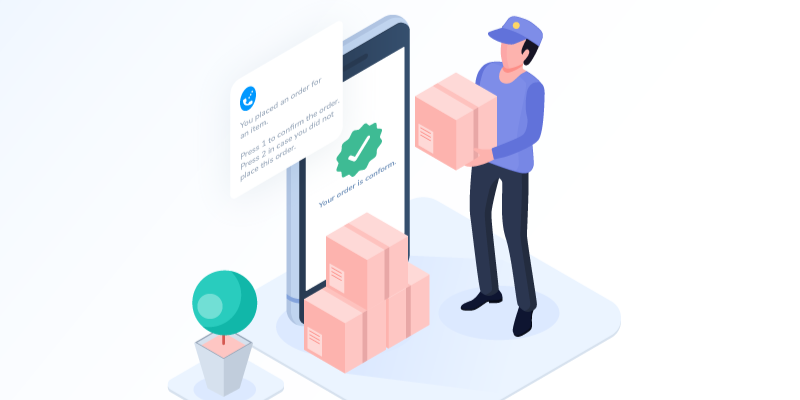 You placed an order for
an item.
Press 1 to confirm the order.
Press 2 in case you did not
place this order.
Your order is conform.